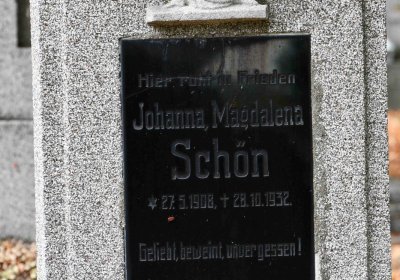 Hier ruht in Frieden
Johanna, Magdalena
Schön
* 27.5.1908, + 28.10.1932.
Geliebt, beweint, unvergessen!